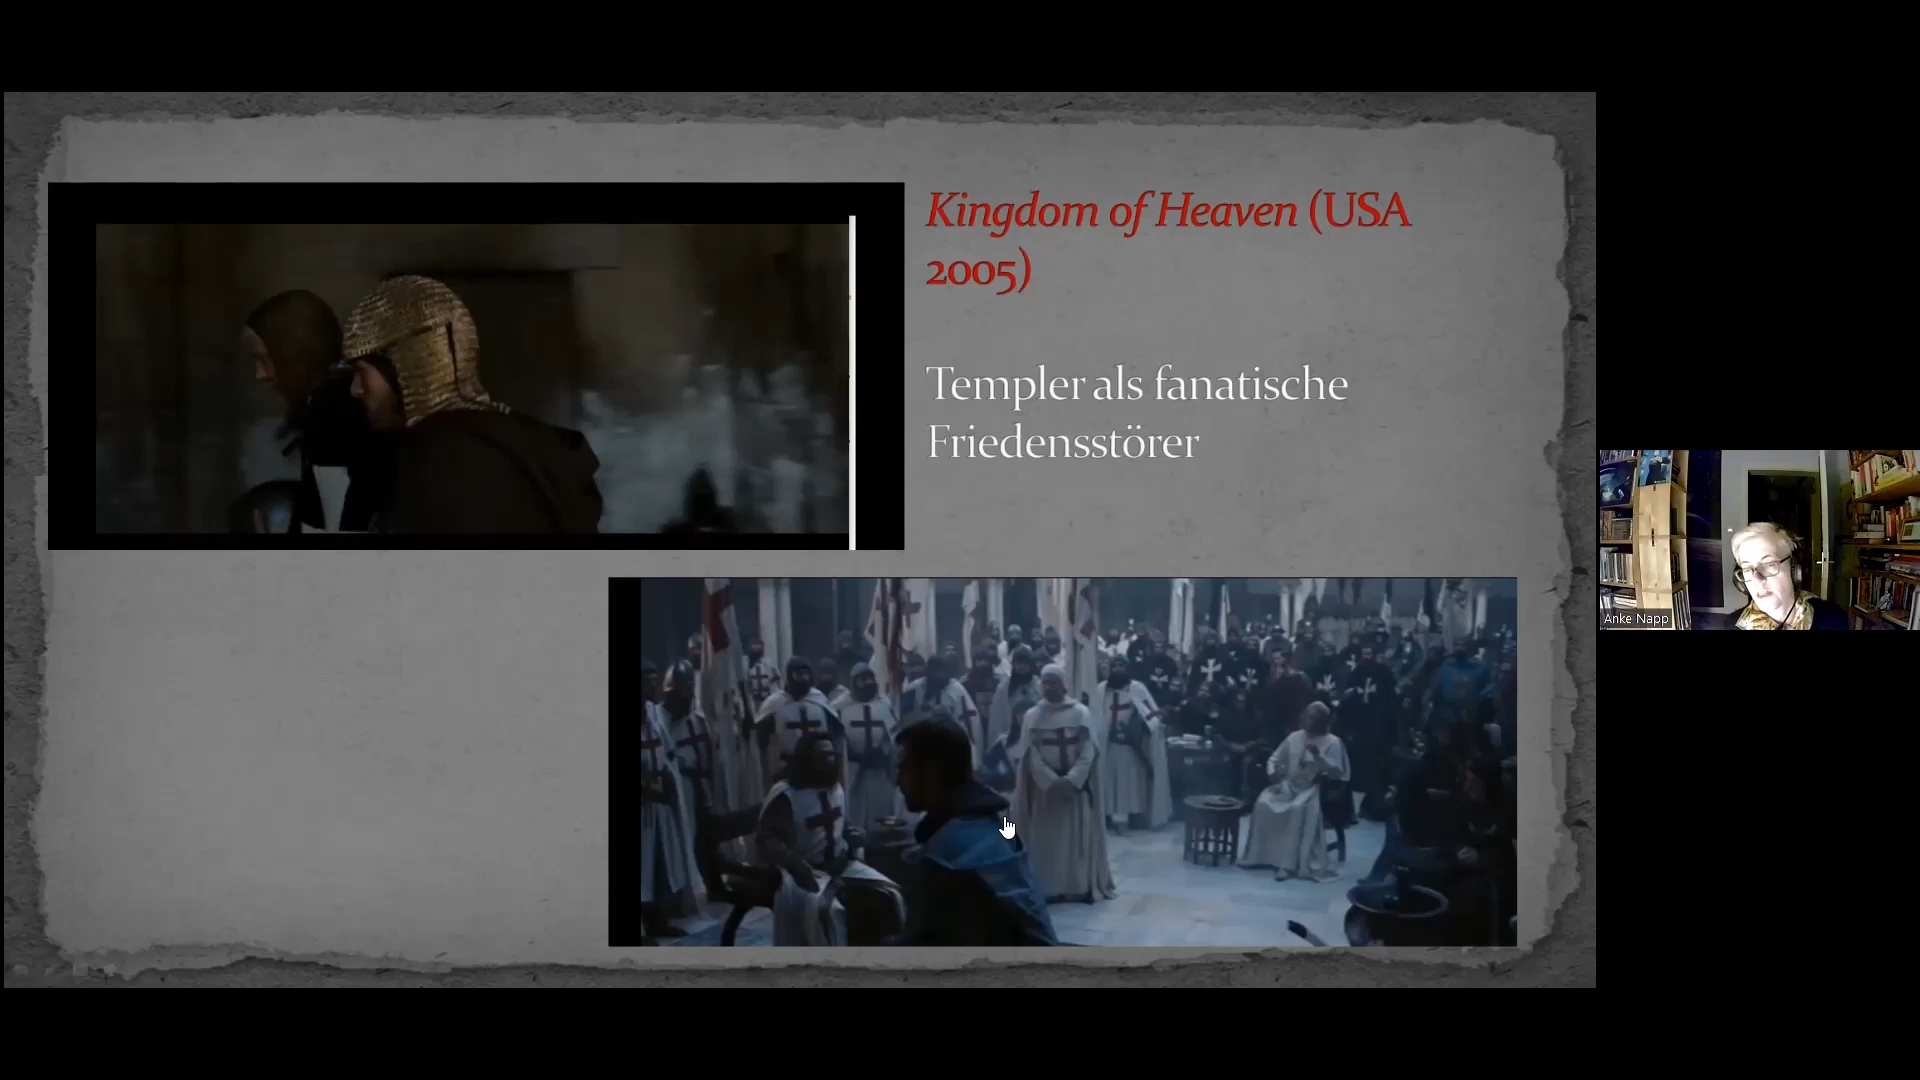 Kingdom of Heaven (USA
2005)
Templer als fanatische
Friedensstörer
Anke Napp